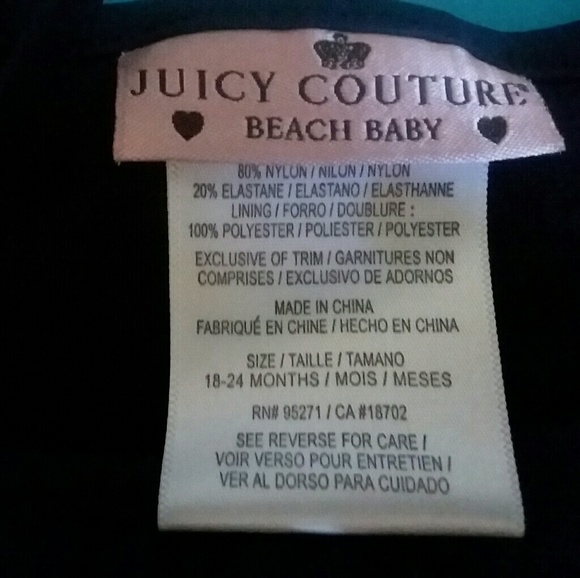 JUICY COUTURE
BEACH BABY
80% NYLON / NILON / NYLON
20% ELASTANE / ELASTANO / ELASTHANNE
LINING / FORRO / DOUBLURE :
100% POLYESTER / POLIESTER / POLYESTER
EXCLUSIVE OF TRIM / GARNITURES NON
COMPRISES / EXCLUSIVO DE ADORNOS
MADE IN CHINA
FABRIQUÉ EN CHINE / HECHO EN CHINA
SIZE / TAILLE / TAMANO
18-24 MONTHS / MOIS / MESES
RN# 95271 / CA #18702
SEE REVERSE FOR CARE /
VOIR VERSO POUR ENTRETIEN /
VER AL DORSO PARA CUIDADO